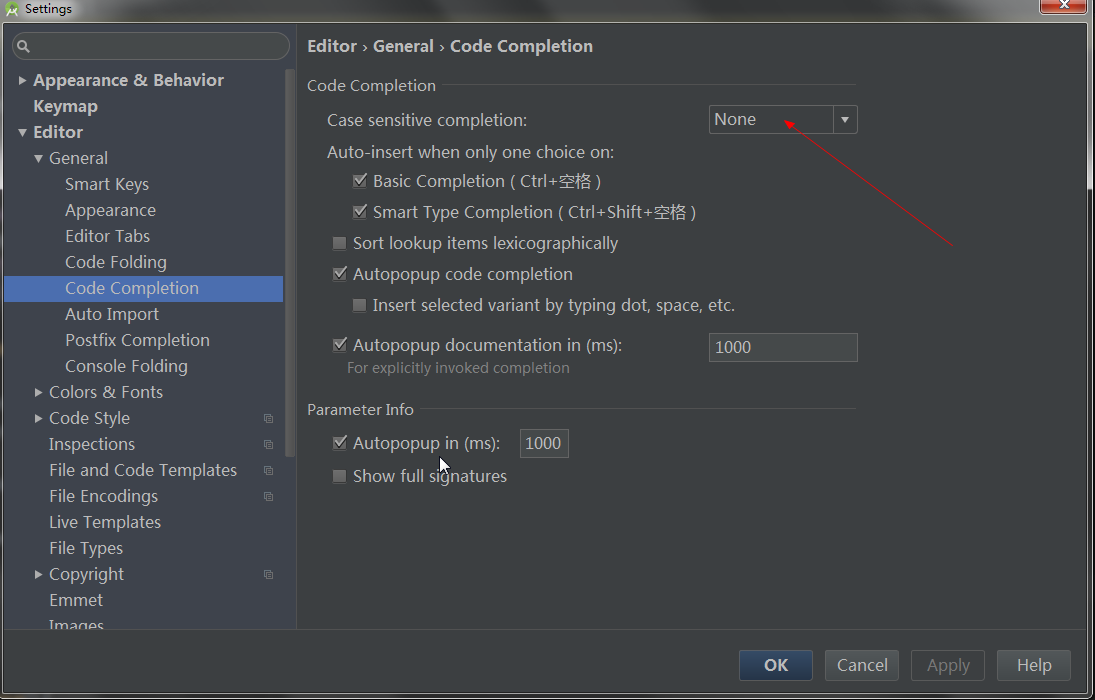 Settings
Appearance & Behavior
Keymap
Editor
General
Smart Keys
Appearance
Editor Tabs
Code Folding
Code Completion
Auto Import
Postfix Completion
Console Folding
Colors & Fonts
Code Style
Inspections
File and Code Templates
File Encodings
Live Templates
File Types
Copyright
Emmet
Images
Editor › General › Code Completion
Code Completion
Case sensitive completion: None
Auto-insert when only one choice on:
Basic Completion ( Ctrl+空格 )
Smart Type Completion ( Ctrl+Shift+空格 )
Sort lookup items lexicographically
Autopopup code completion
Insert selected variant by typing dot, space, etc.
Autopopup documentation in (ms): 1000
For explicitly invoked completion
Parameter Info
Autopopup in (ms): 1000
Show full signatures
OK Cancel Apply Help